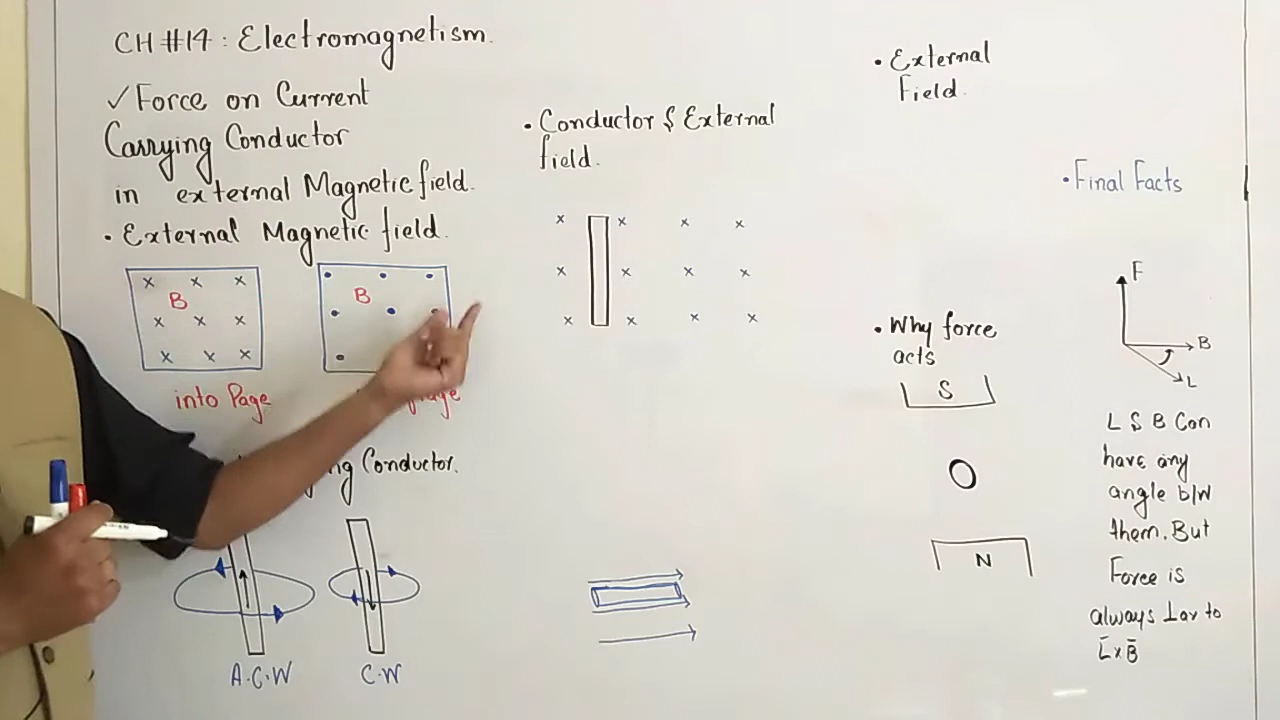 CH #14 : Electromagnetism.
✓ Force on Current
Carrying Conductor
in external Magnetic field.
• External Magnetic field.
x x x
B
x x x
x x x
into Page
B
Conductor.
A.C.W
C.W
• Conductor & External
field.
x x x x
x x x x
x x x x
• External
Field.
• Why force
acts
S
N
• Final Facts
F
B
L
L & B Can
have any
angle b/w
them. But
Force is
always ⊥ar to
L̄ x B̄